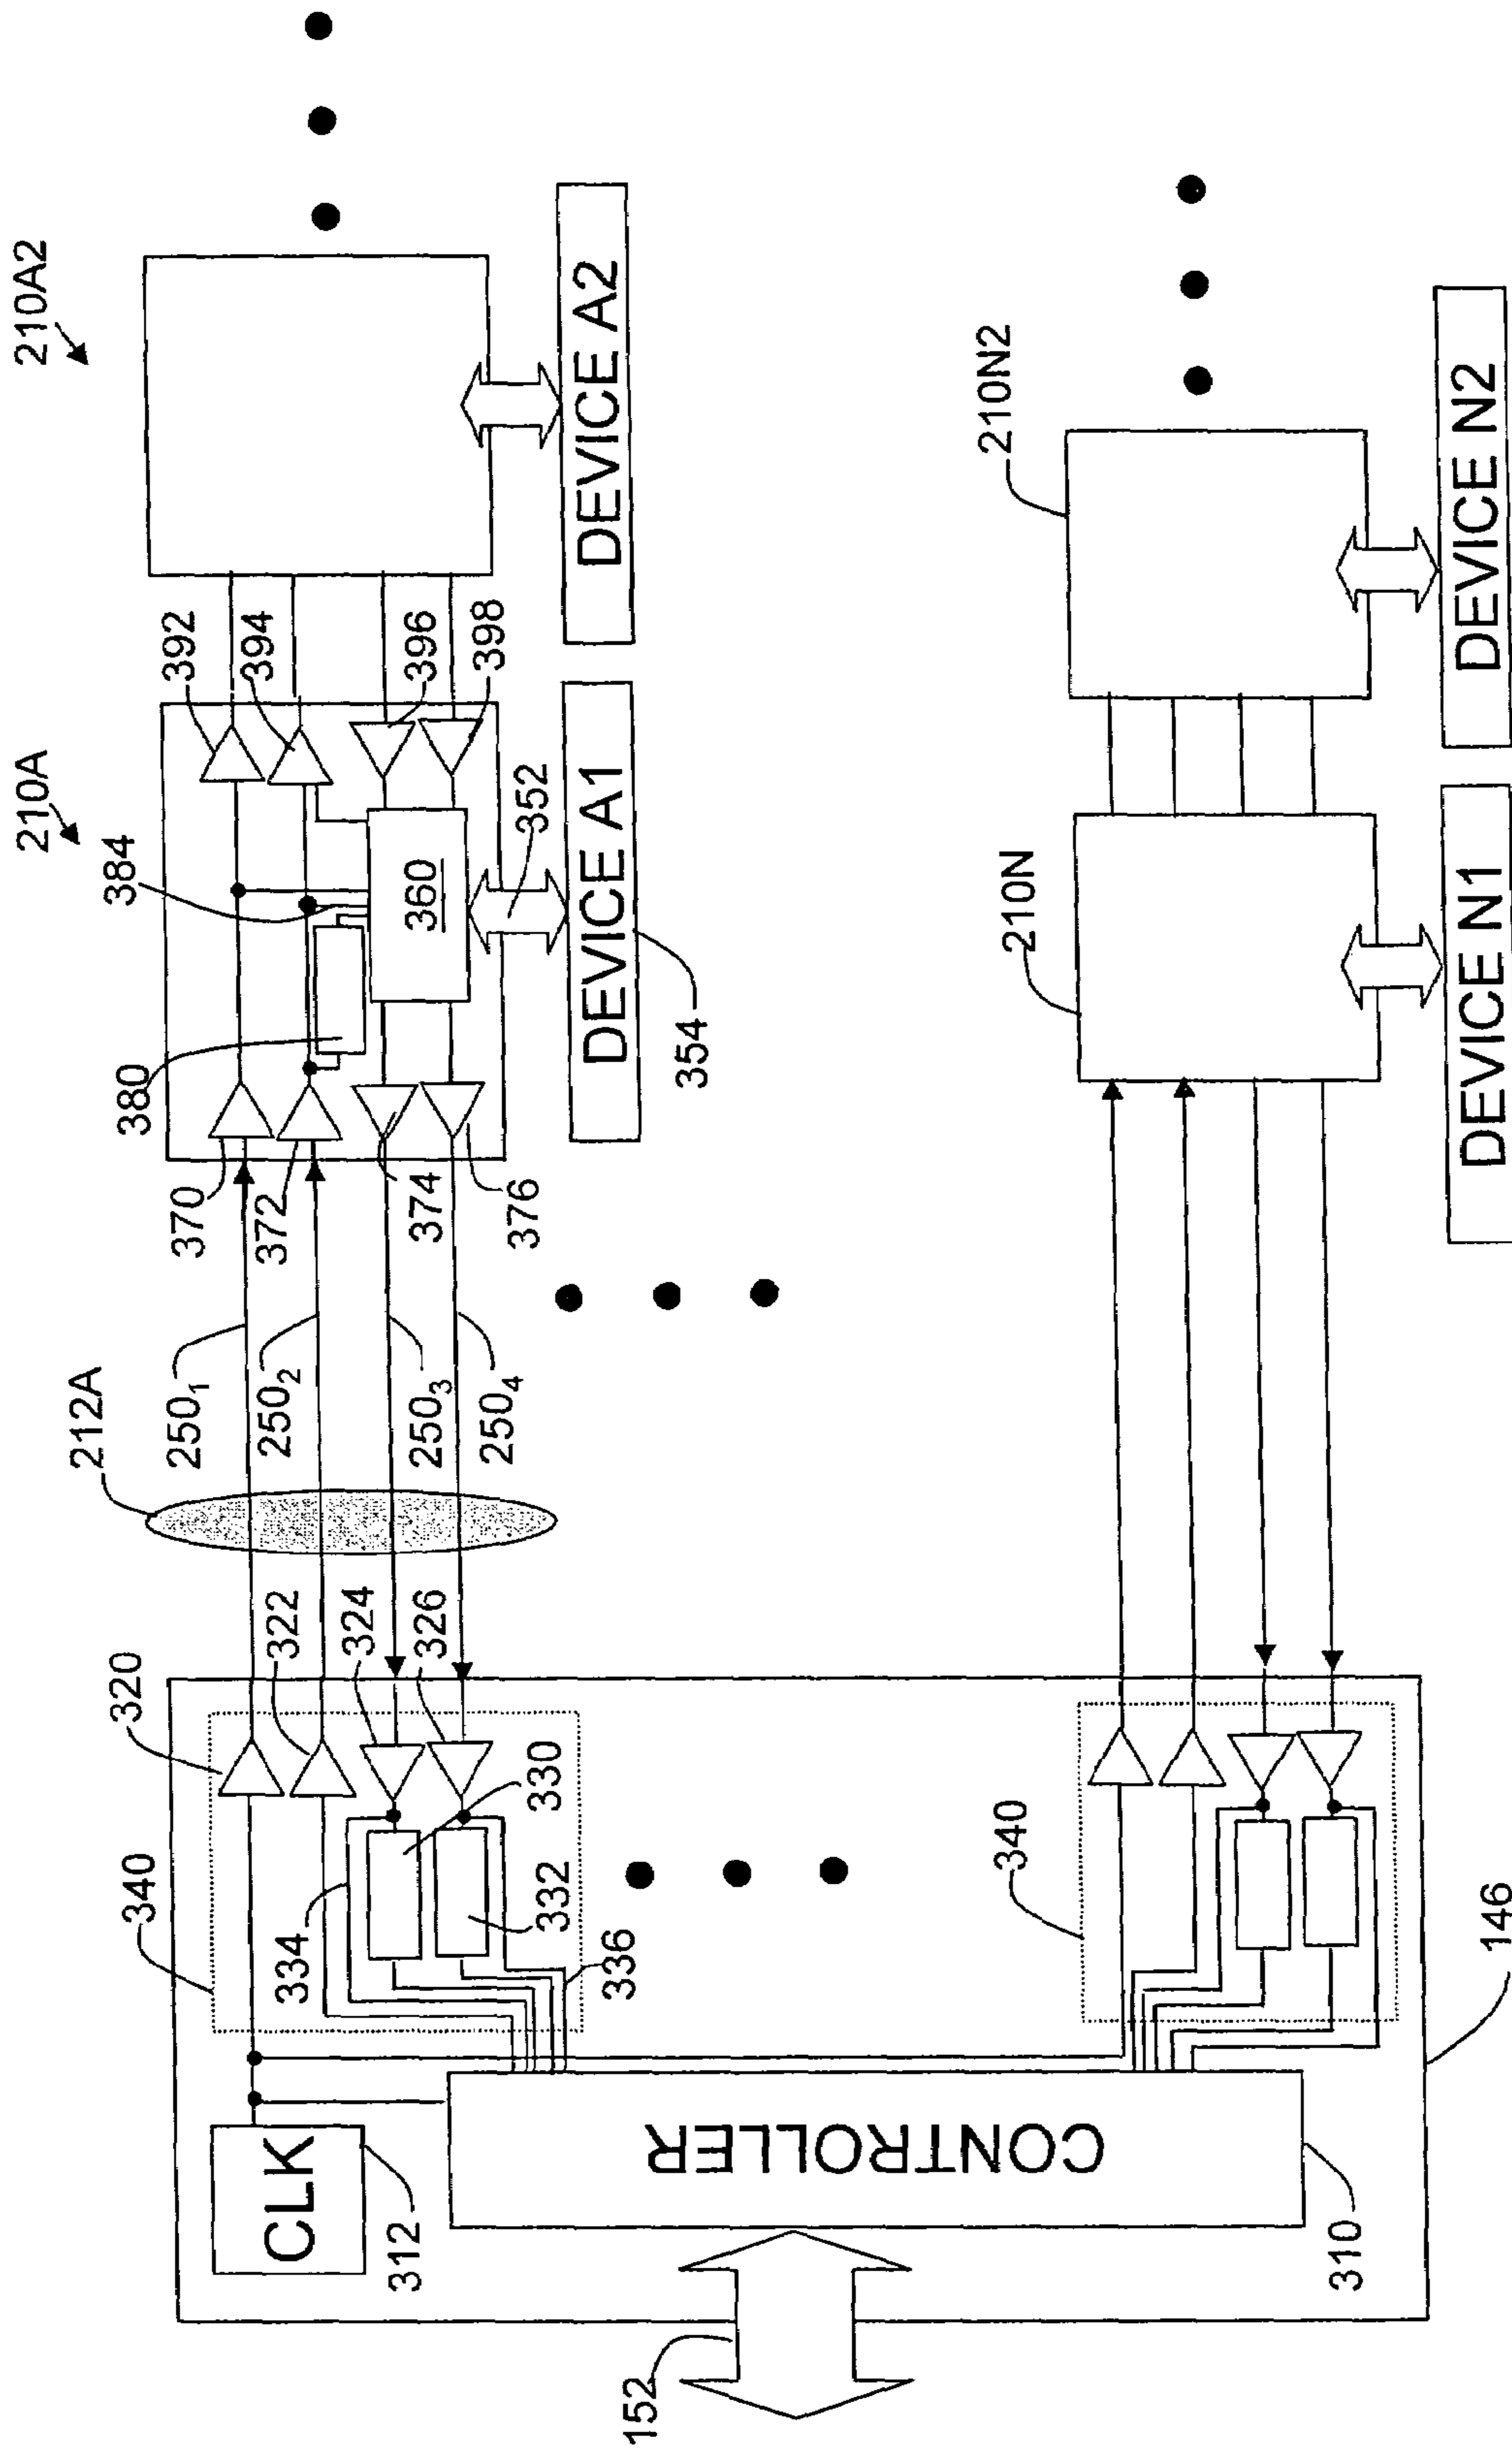 210A2
210A
392
394
396
398
384
380
360
352
370
372
374
376
354
DEVICE A1
DEVICE A2
212A
250₁
250₂
250₃
250₄
320
322
324
326
340
334
330
332
336
CLK
312
CONTROLLER
310
152
146
340
210N
210N2
DEVICE N1
DEVICE N2